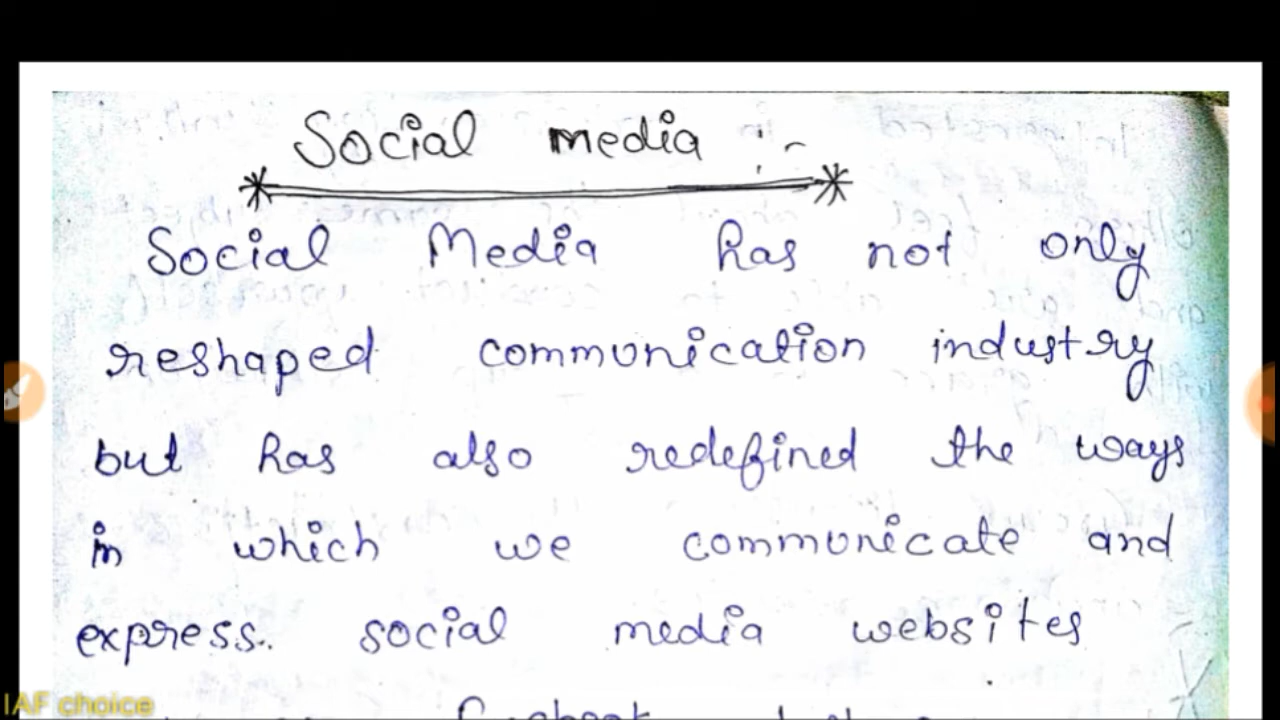 Social media :-
Social Media has not only
reshaped communication industry
but has also redefined the ways
in which we communicate and
express. social media websites
IAF choice